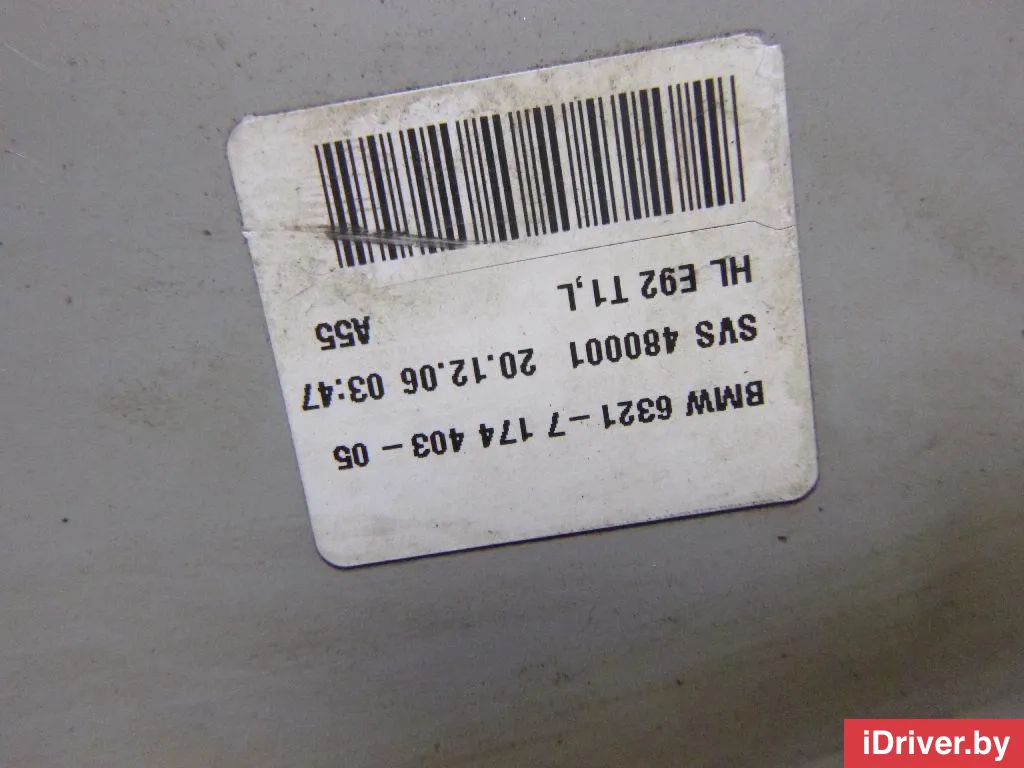 BMW 6321-7 174 403-05
SVS 480001 20.12.06 03:47
HL E92 T1,L A55
iDriver.by